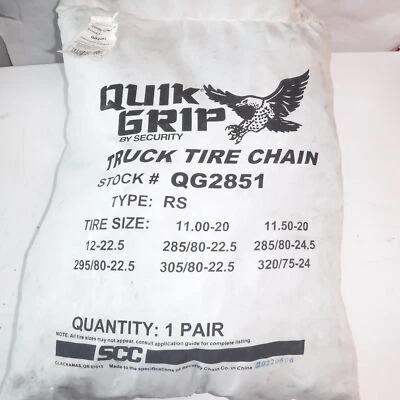 QUIK
GRIP
BY SECURITY
TRUCK TIRE CHAIN
STOCK # QG2851
TYPE: RS
TIRE SIZE: 11.00-20 11.50-20
12-22.5 285/80-22.5 285/80-24.5
295/80-22.5 305/80-22.5 320/75-24
QUANTITY: 1 PAIR
NOTE: All tire sizes may not appear, consult application guide for complete listing.
SCC
CLACKAMAS, OR 97015 Made to the specifications of Security Chain Co. in China 20220606